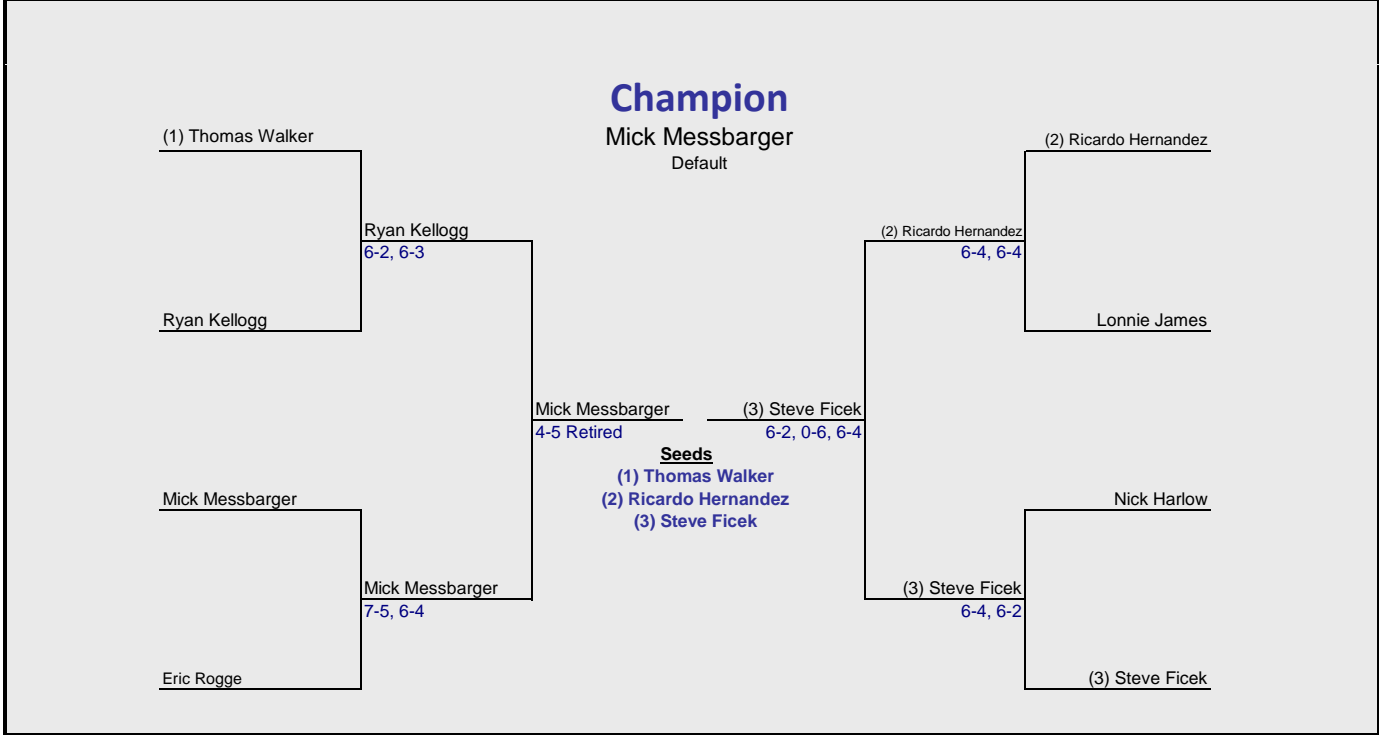 Champion
Mick Messbarger
Default
(1) Thomas Walker
(2) Ricardo Hernandez
Ryan Kellogg
6-2, 6-3
(2) Ricardo Hernandez
6-4, 6-4
Ryan Kellogg
Lonnie James
Mick Messbarger
4-5 Retired
(3) Steve Ficek
6-2, 0-6, 6-4
Seeds
(1) Thomas Walker
(2) Ricardo Hernandez
(3) Steve Ficek
Mick Messbarger
Nick Harlow
Mick Messbarger
7-5, 6-4
(3) Steve Ficek
6-4, 6-2
Eric Rogge
(3) Steve Ficek